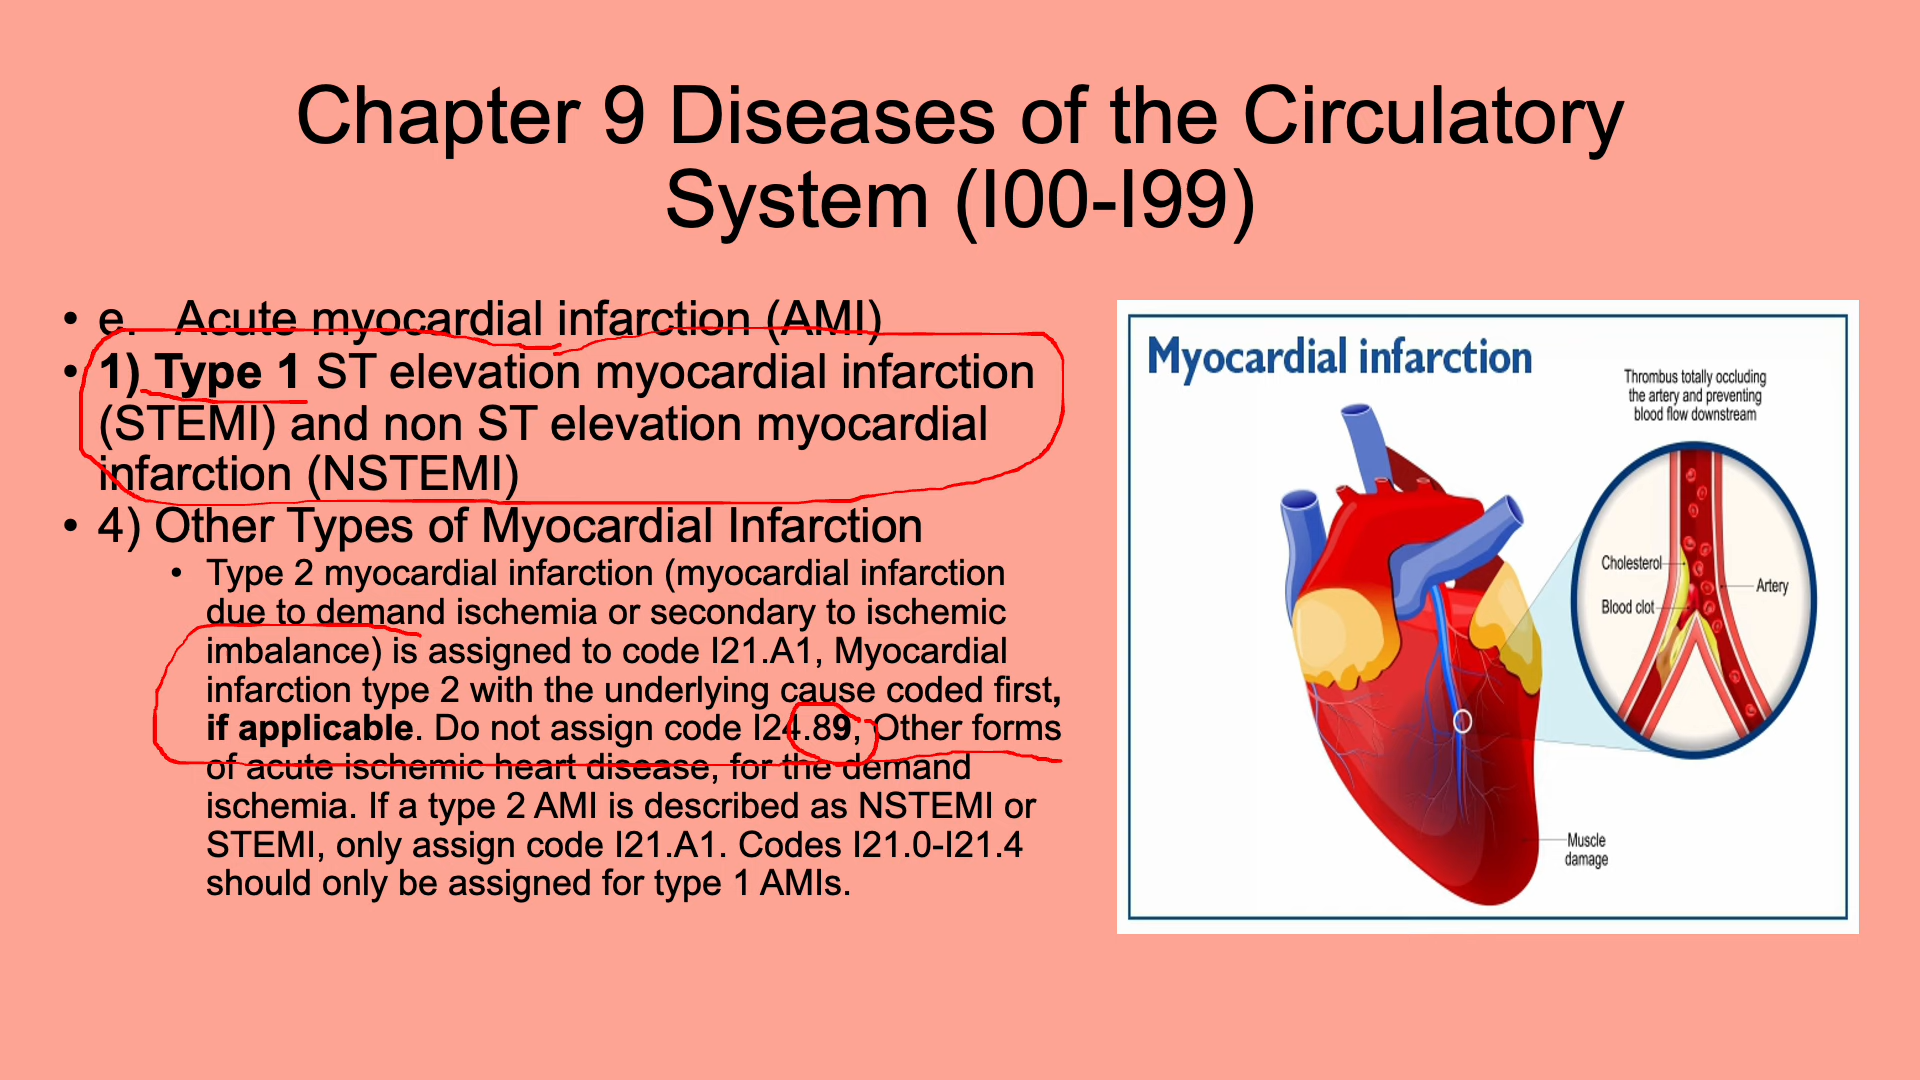 Chapter 9 Diseases of the Circulatory
System (I00-I99)
• e. Acute myocardial infarction (AMI)
• 1) Type 1 ST elevation myocardial infarction
(STEMI) and non ST elevation myocardial
infarction (NSTEMI)
• 4) Other Types of Myocardial Infarction
• Type 2 myocardial infarction (myocardial infarction
due to demand ischemia or secondary to ischemic
imbalance) is assigned to code I21.A1, Myocardial
infarction type 2 with the underlying cause coded first,
if applicable. Do not assign code I24.89, Other forms
of acute ischemic heart disease, for the demand
ischemia. If a type 2 AMI is described as NSTEMI or
STEMI, only assign code I21.A1. Codes I21.0-I21.4
should only be assigned for type 1 AMIs.
Myocardial infarction
Thrombus totally occluding
the artery and preventing
blood flow downstream
Cholesterol
Artery
Blood clot
Muscle
damage